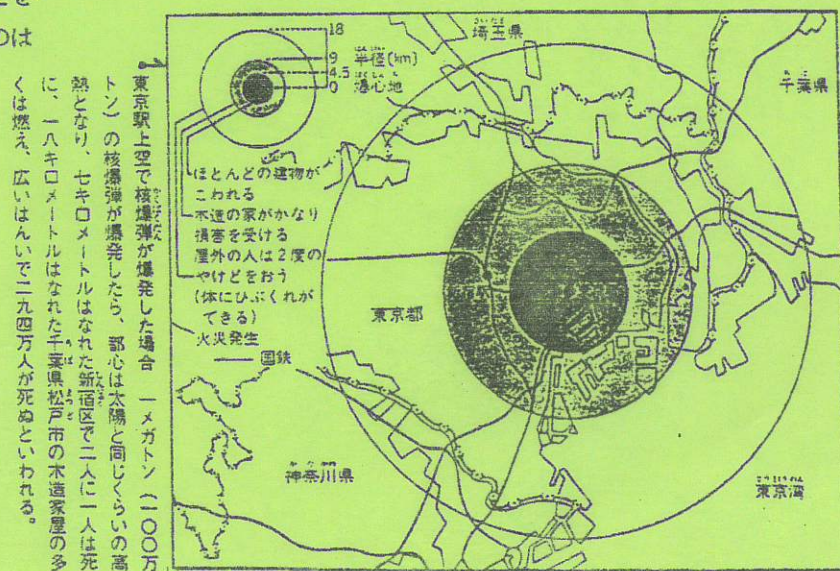 を
のは
東京駅上空で核爆弾が爆発した場合 一メガトン(一〇〇万
トン)の核爆弾が爆発したら、都心は太陽と同じくらいの高
熱となり、七キロメートルはなれた新宿区で二人に一人は死
に、一八キロメートルはなれた千葉県松戸市の木造家屋の多
くは燃え、広いはんいで二九四万人が死ぬといわれる。
18
9 半径(km)
4.5 爆心地
0
ほとんどの建物が
こわれる
木造の家がかなり
損害を受ける
屋外の人は2度の
やけどをおう
(体にひぶくれが
できる)
火災発生
国鉄
埼玉県
千葉県
東京都
神奈川県
東京湾